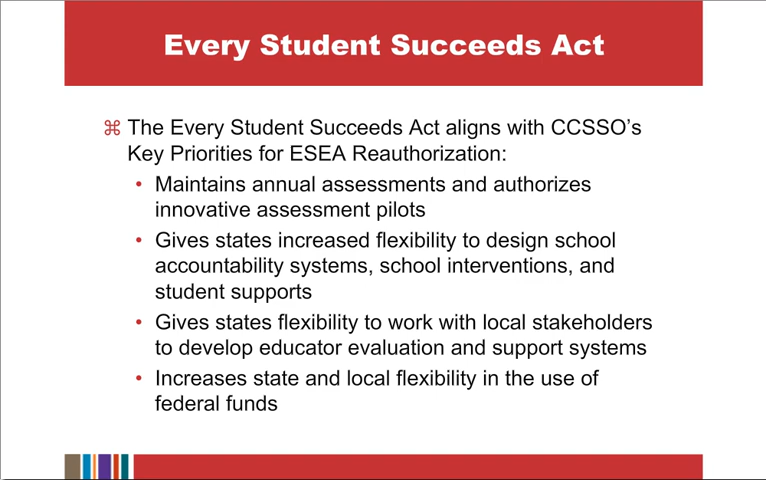 Every Student Succeeds Act
⌘ The Every Student Succeeds Act aligns with CCSSO's
Key Priorities for ESEA Reauthorization:
• Maintains annual assessments and authorizes
innovative assessment pilots
• Gives states increased flexibility to design school
accountability systems, school interventions, and
student supports
• Gives states flexibility to work with local stakeholders
to develop educator evaluation and support systems
• Increases state and local flexibility in the use of
federal funds